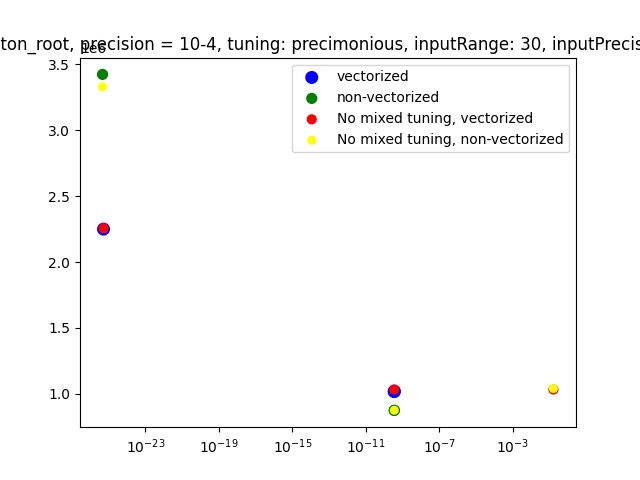 ton_root, precision = 10-4, tuning: precimonious, inputRange: 30, inputPrecis
1e6
vectorized
non-vectorized
No mixed tuning, vectorized
No mixed tuning, non-vectorized
3.5
3.0
2.5
2.0
1.5
1.0
10⁻²³ 10⁻¹⁹ 10⁻¹⁵ 10⁻¹¹ 10⁻⁷ 10⁻³